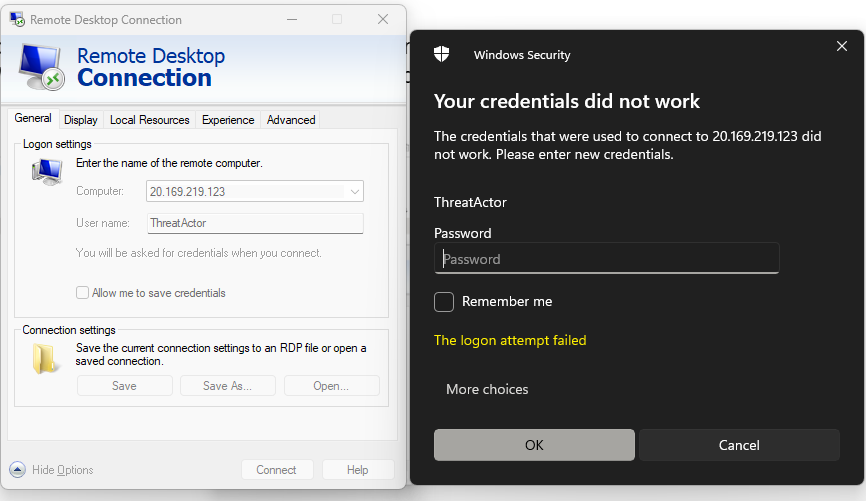 Remote Desktop Connection
Remote Desktop
Connection
General
Display
Local Resources
Experience
Advanced
Logon settings
Enter the name of the remote computer.
Computer:
20.169.219.123
User name:
ThreatActor
You will be asked for credentials when you connect.
Allow me to save credentials
Connection settings
Save the current connection settings to an RDP file or open a
saved connection.
Save
Save As...
Open...
Hide Options
Connect
Help
Windows Security
Your credentials did not work
The credentials that were used to connect to 20.169.219.123 did
not work. Please enter new credentials.
ThreatActor
Password
Password
Remember me
The logon attempt failed
More choices
OK
Cancel